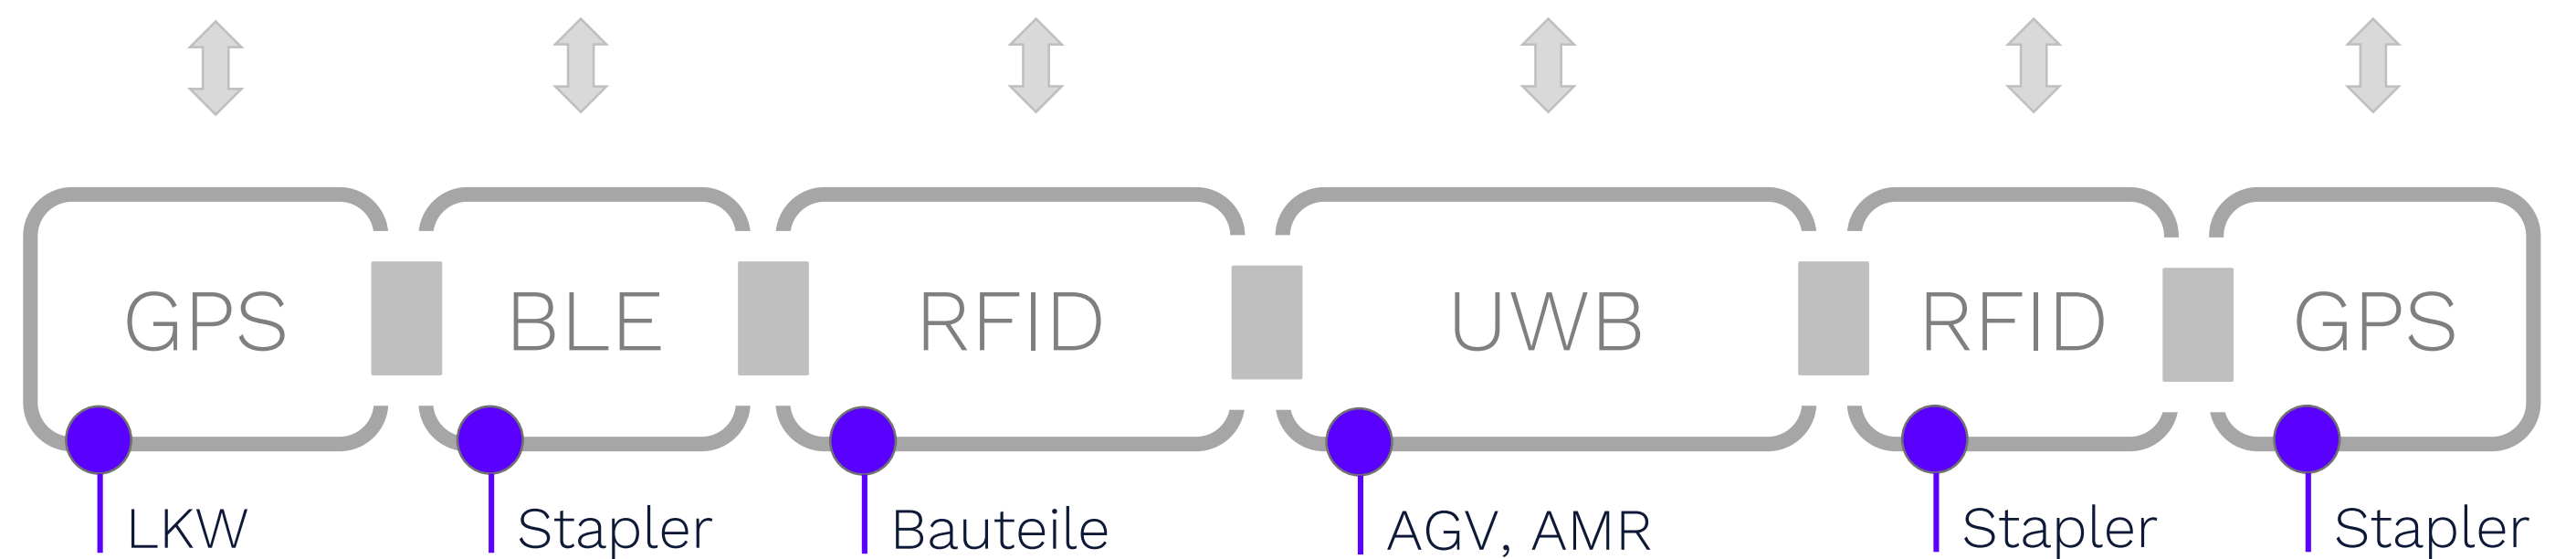 GPS BLE RFID UWB RFID GPS
LKW Stapler Bauteile AGV, AMR Stapler Stapler